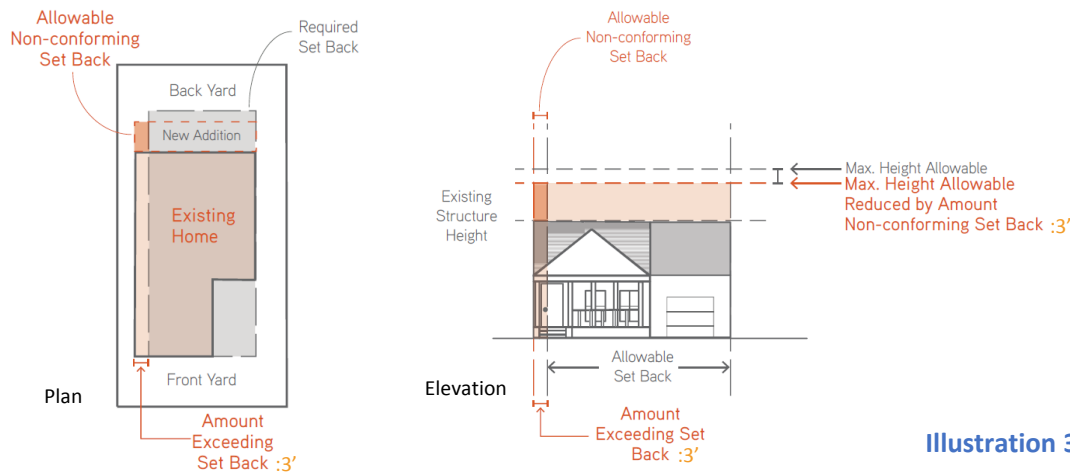 Allowable
Non-conforming
Set Back
Required
Set Back
Back Yard
New Addition
Existing
Home
Front Yard
Plan
Amount
Exceeding
Set Back :3'
Allowable
Non-conforming
Set Back
Max. Height Allowable
Max. Height Allowable
Reduced by Amount
Non-conforming Set Back :3'
Existing
Structure
Height
Allowable
Set Back
Elevation
Amount
Exceeding Set
Back :3'
Illustration 3